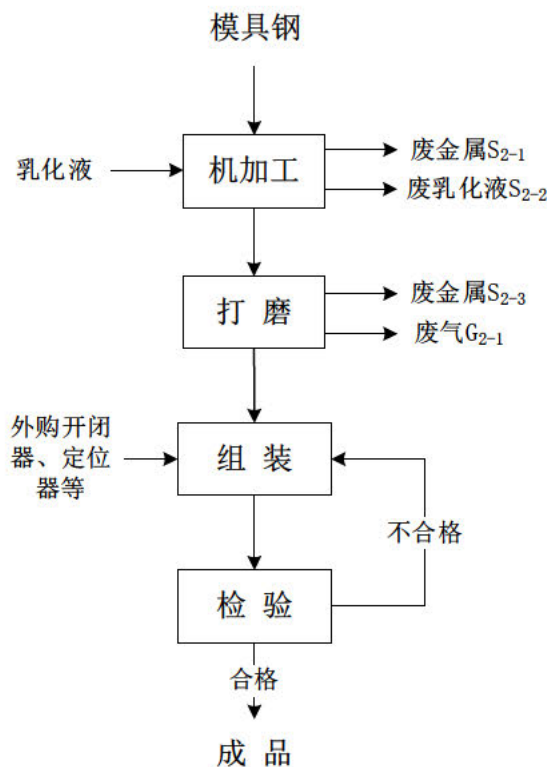 模具钢
乳化液
机加工
废金属S2-1
废乳化液S2-2
打 磨
废金属S2-3
废气G2-1
外购开闭
器、定位
器等
组 装
不合格
检 验
合格
成 品